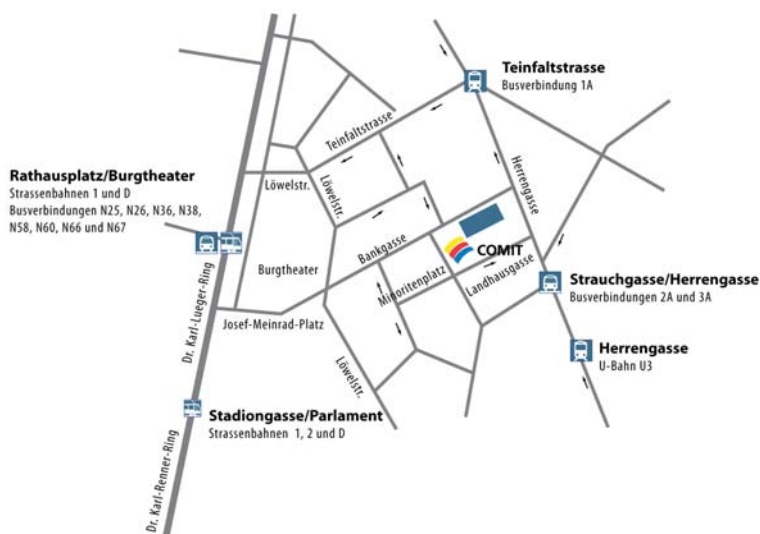 Teinfaltstrasse
Busverbindung 1A
Teinfaltstrasse
Herrengasse
Rathausplatz/Burgtheater
Strassenbahnen 1 und D
Busverbindungen N25, N26, N36, N38,
N58, N60, N66 und N67
Löwelstr.
Löwelstr.
Bankgasse
COMIT
Burgtheater
Minoritenplatz
Landhausgasse
Strauchgasse/Herrengasse
Busverbindungen 2A und 3A
Dr. Karl-Lueger-Ring
Josef-Meinrad-Platz
Herrengasse
U-Bahn U3
Löwelstr.
Stadiongasse/Parlament
Strassenbahnen 1, 2 und D
Dr. Karl-Renner-Ring